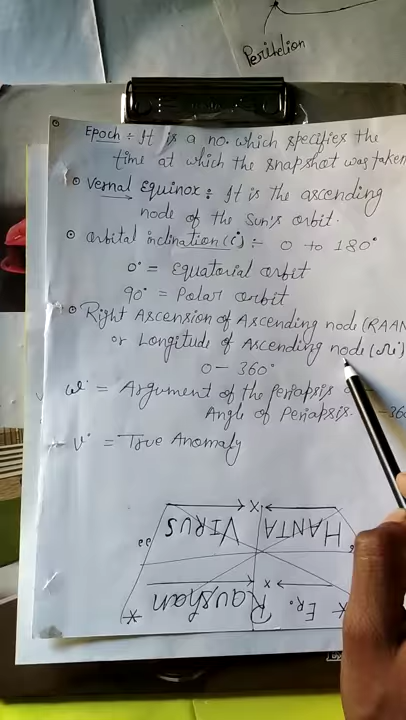 Perihelion
Epoch ÷ It is a no. which specifies the
time at which the snapshot was taken
Vernal Equinox ÷ It is the ascending
node of the Sun's orbit.
Orbital inclination (i) :- 0 to 180°
0° = Equatorial orbit
90° = Polar orbit
Right Ascension of Ascending node (RAAN
or Longitude of Ascending node
0 - 360°
= Argument of the Periapsis
Angle of Periapsis. -360
V = True Anomaly
Er. Raushan
HANTA VIRUS